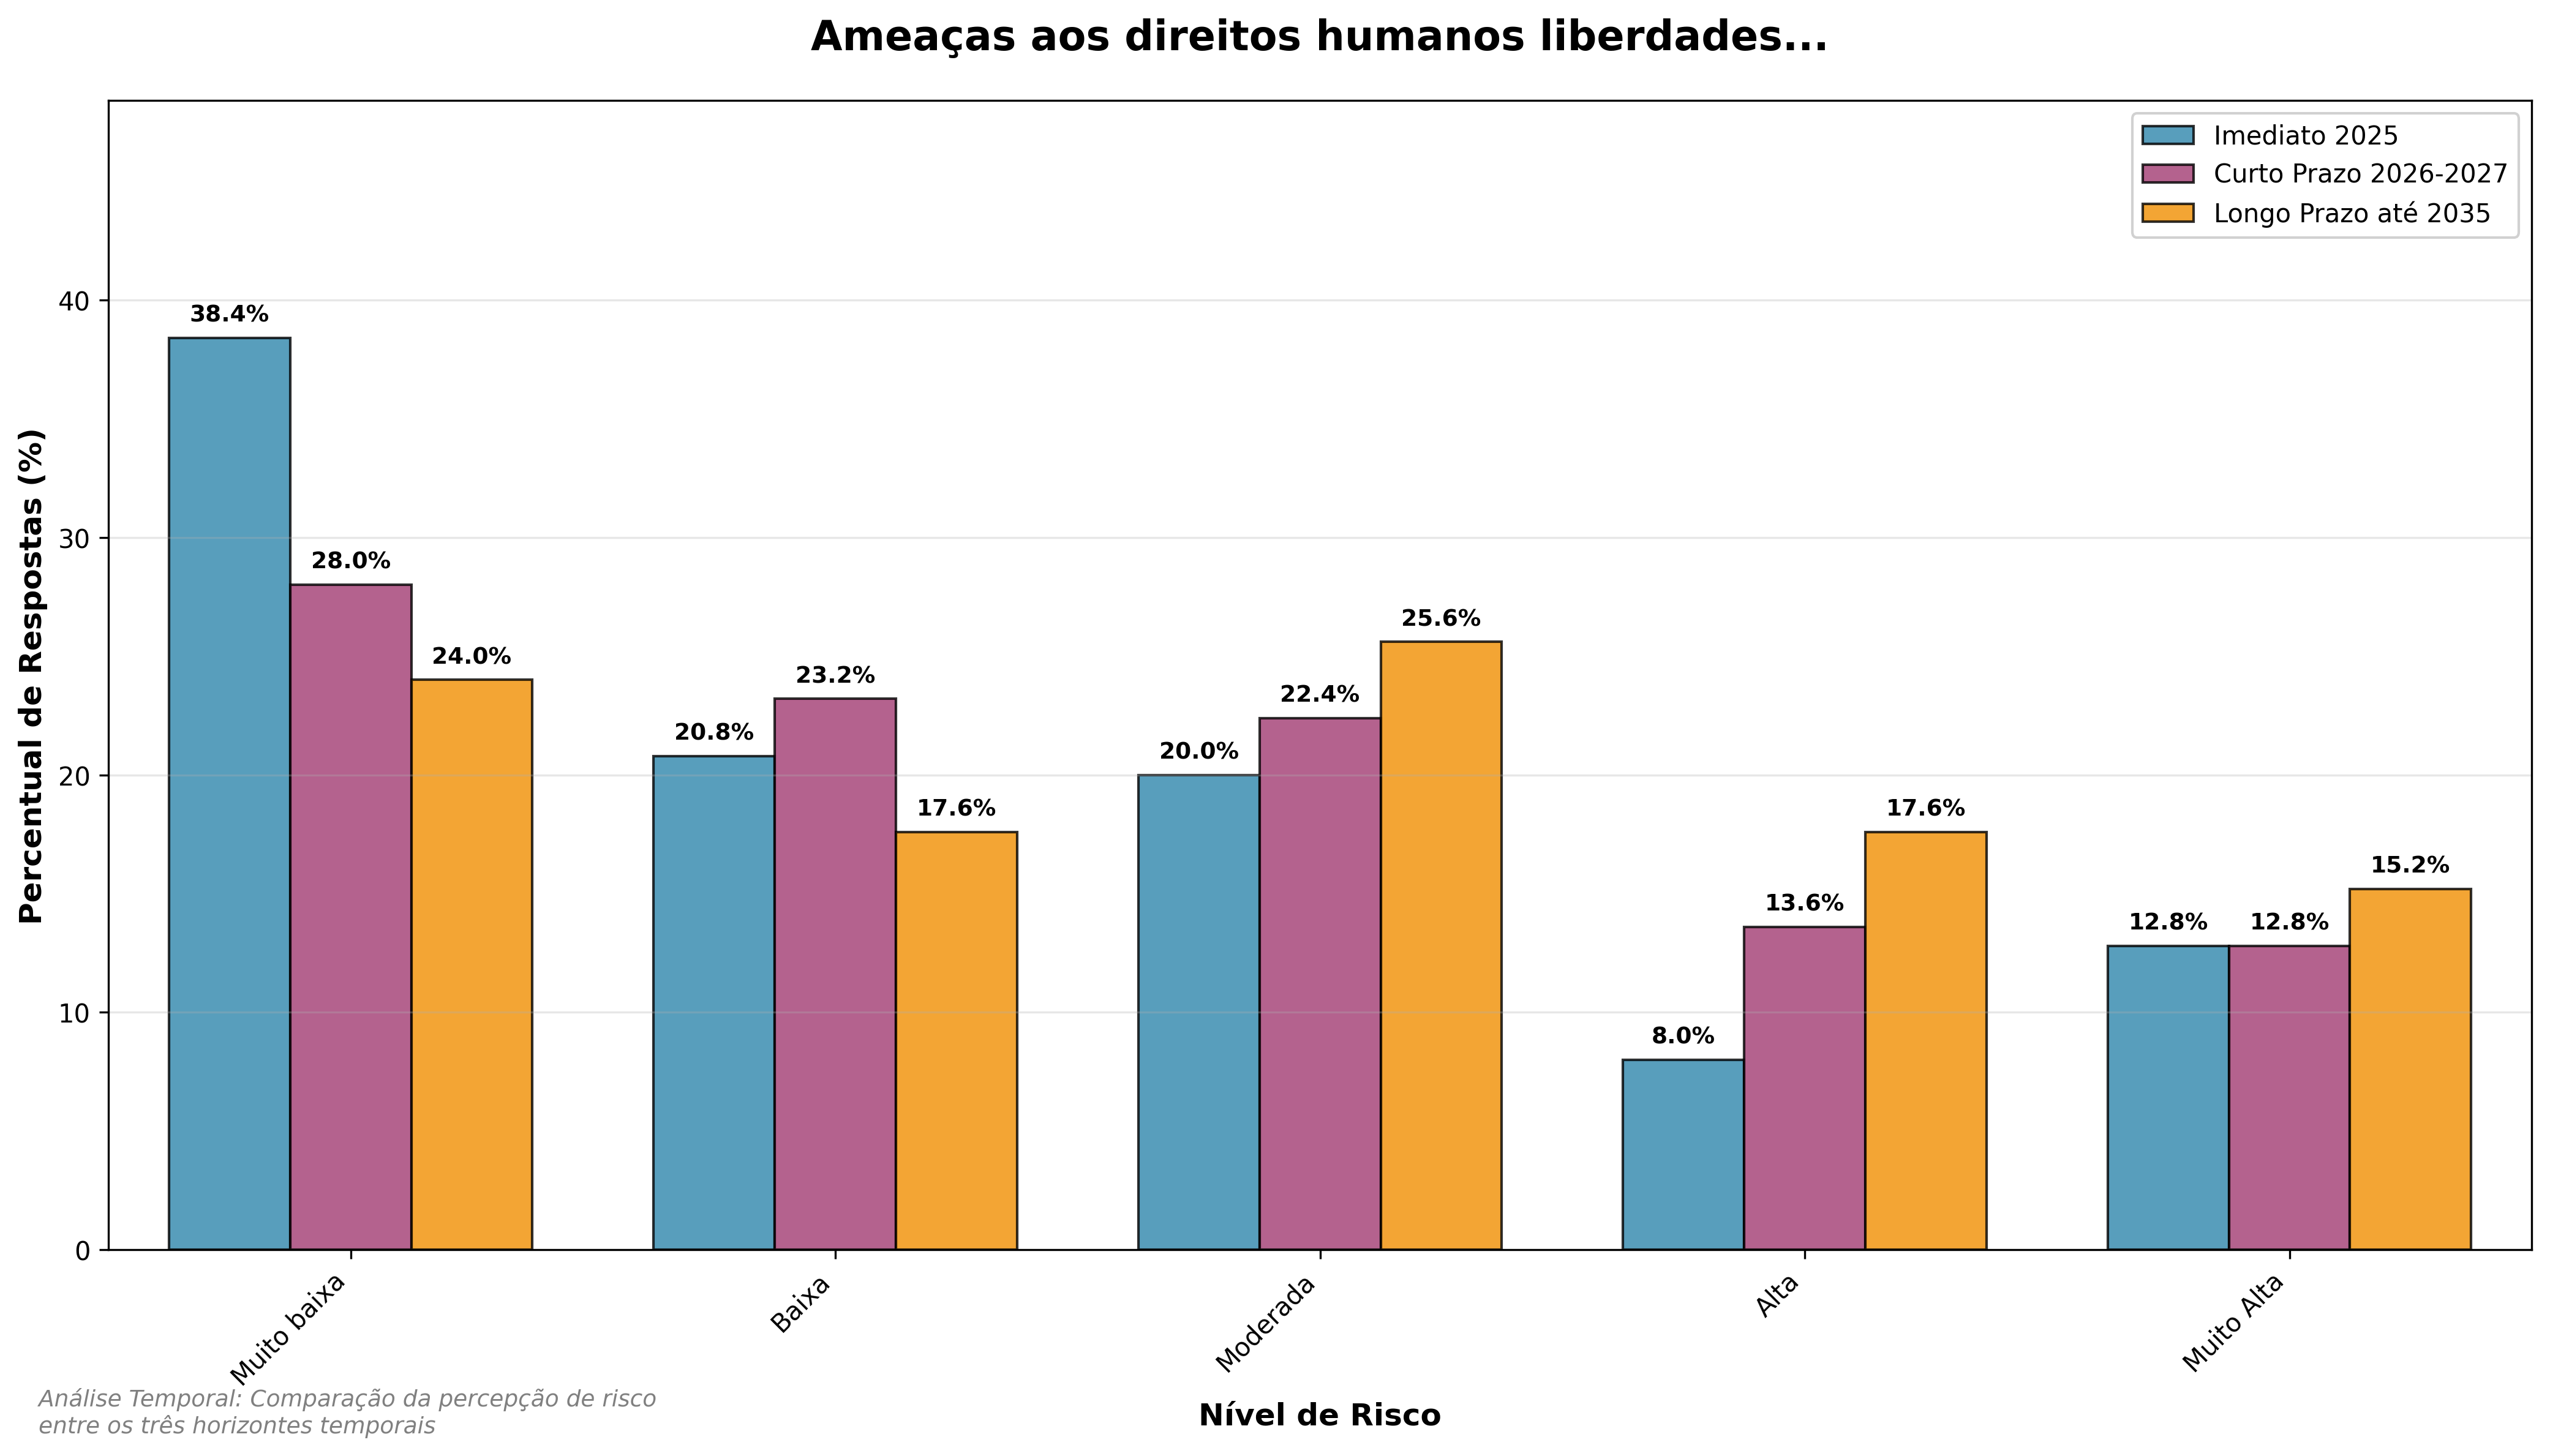 Ameaças aos direitos humanos liberdades...
Imediato 2025
Curto Prazo 2026-2027
Longo Prazo até 2035
Percentual de Respostas (%)
40
30
20
10
0
38.4%
28.0%
24.0%
20.8%
23.2%
17.6%
20.0%
22.4%
25.6%
8.0%
13.6%
17.6%
12.8%
12.8%
15.2%
Muito baixa
Baixa
Moderada
Alta
Muito Alta
Nível de Risco
Análise Temporal: Comparação da percepção de risco
entre os três horizontes temporais